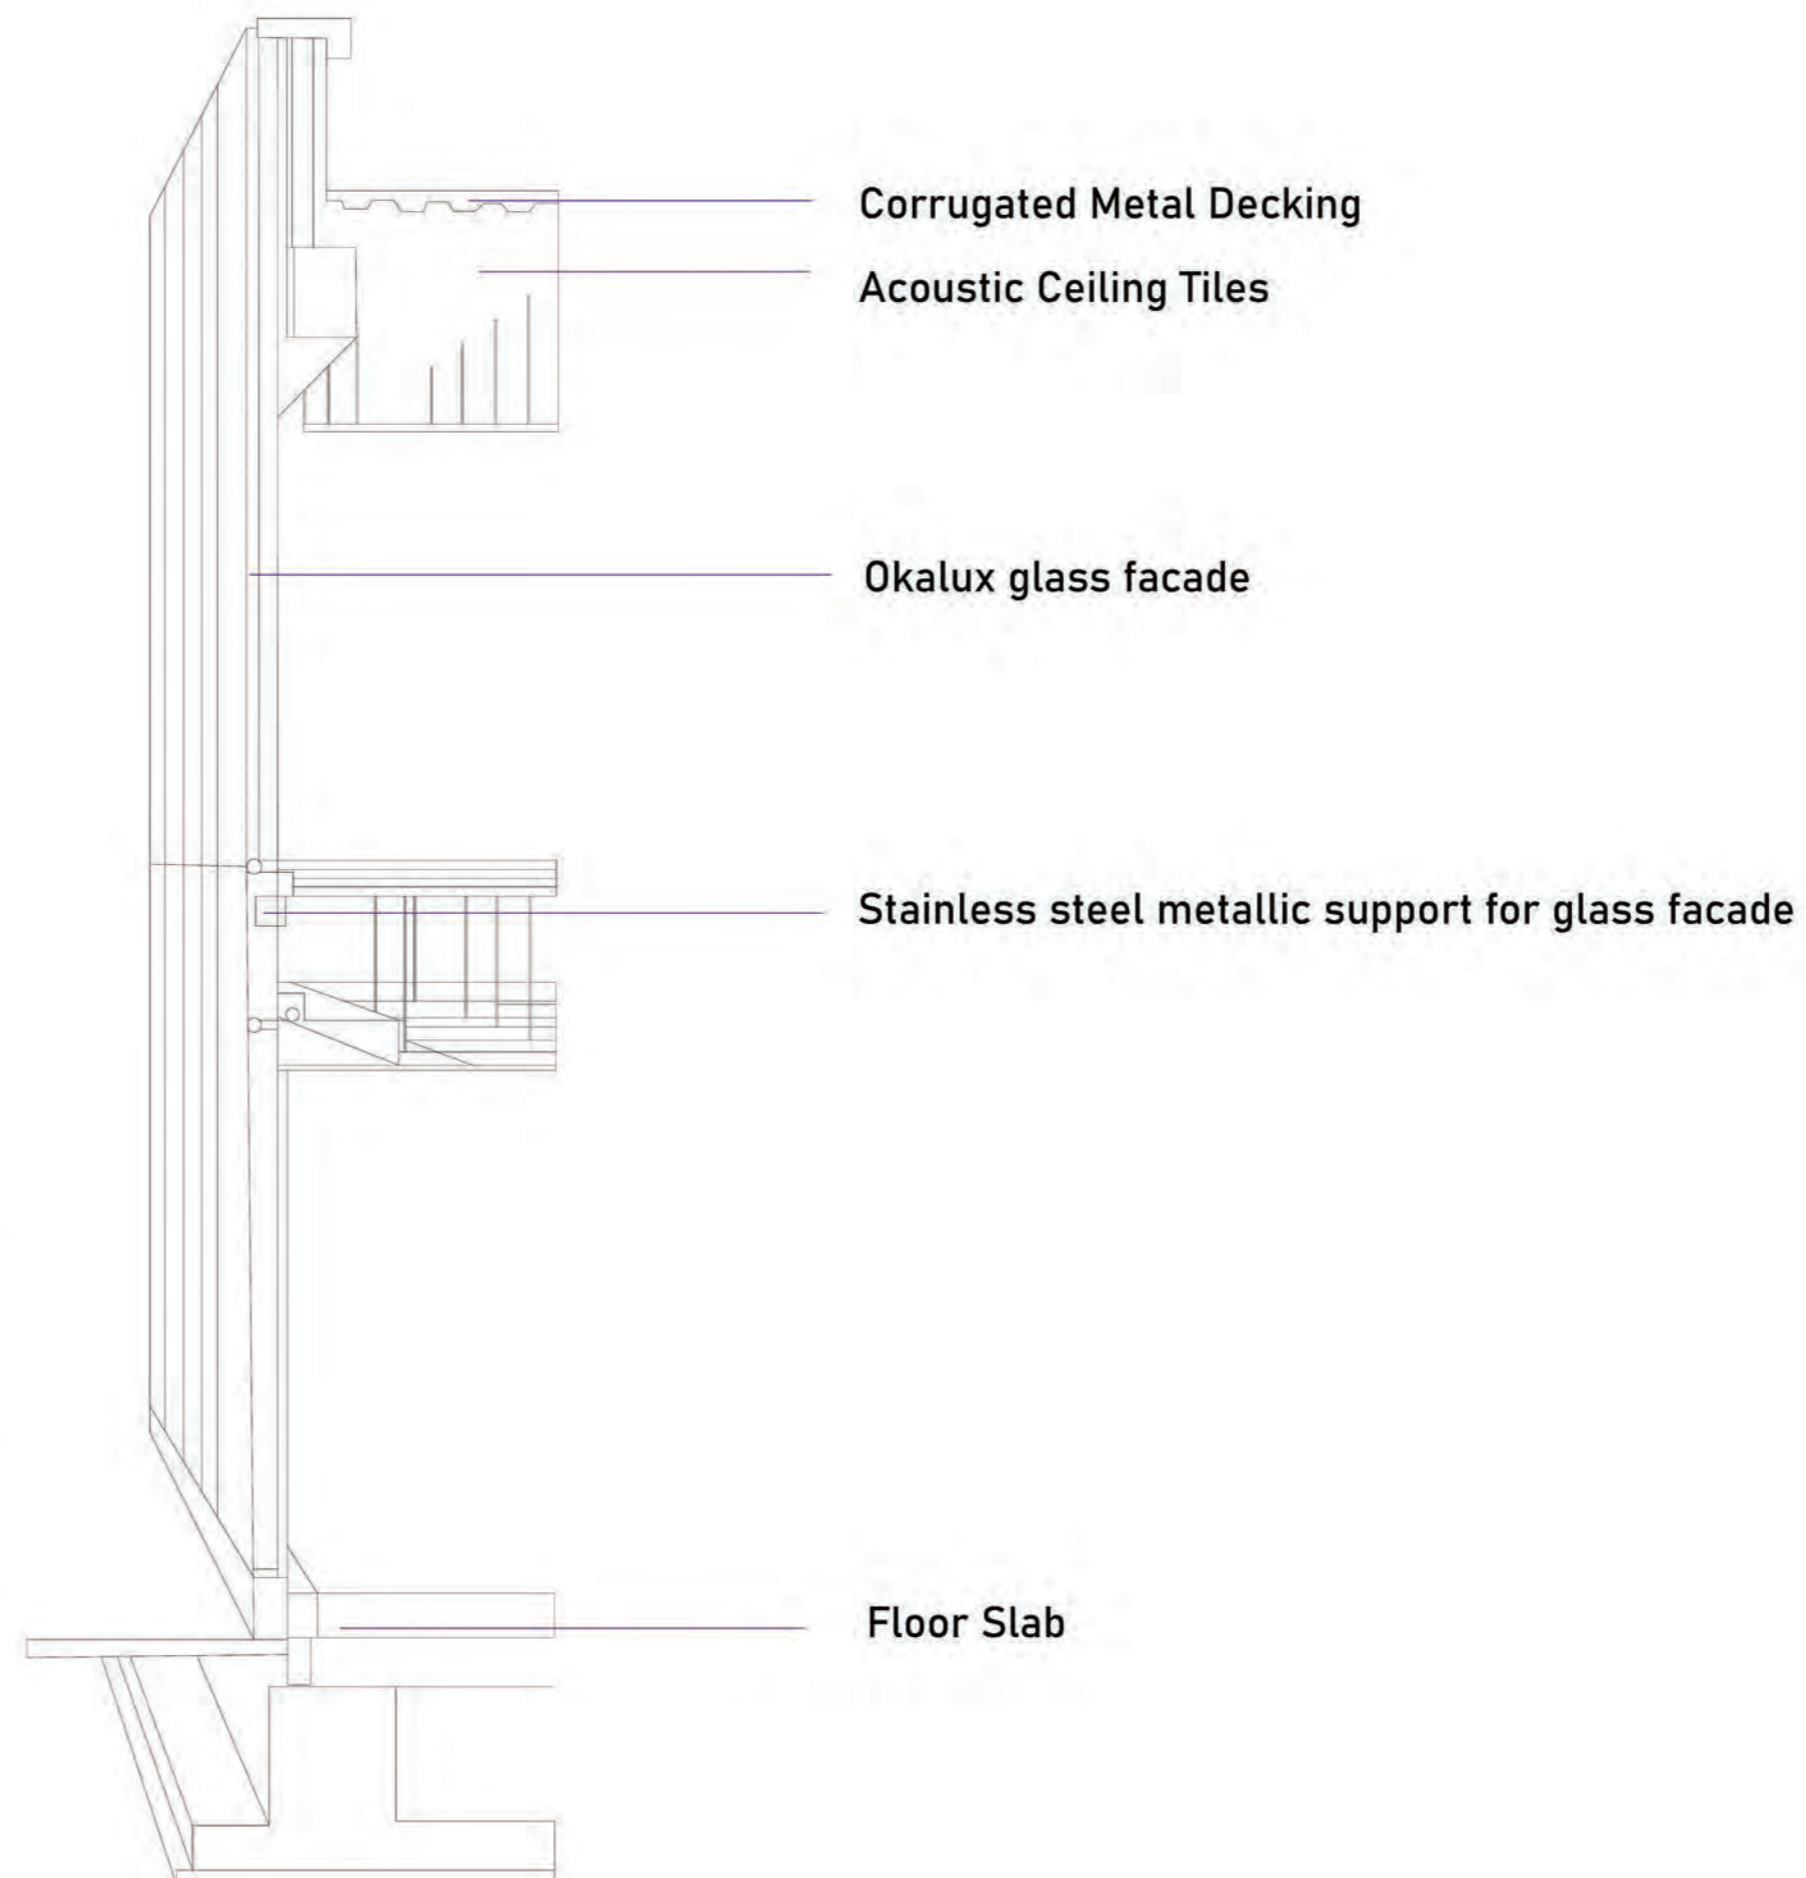 Corrugated Metal Decking
Acoustic Ceiling Tiles
Okalux glass facade
Stainless steel metallic support for glass facade
Floor Slab